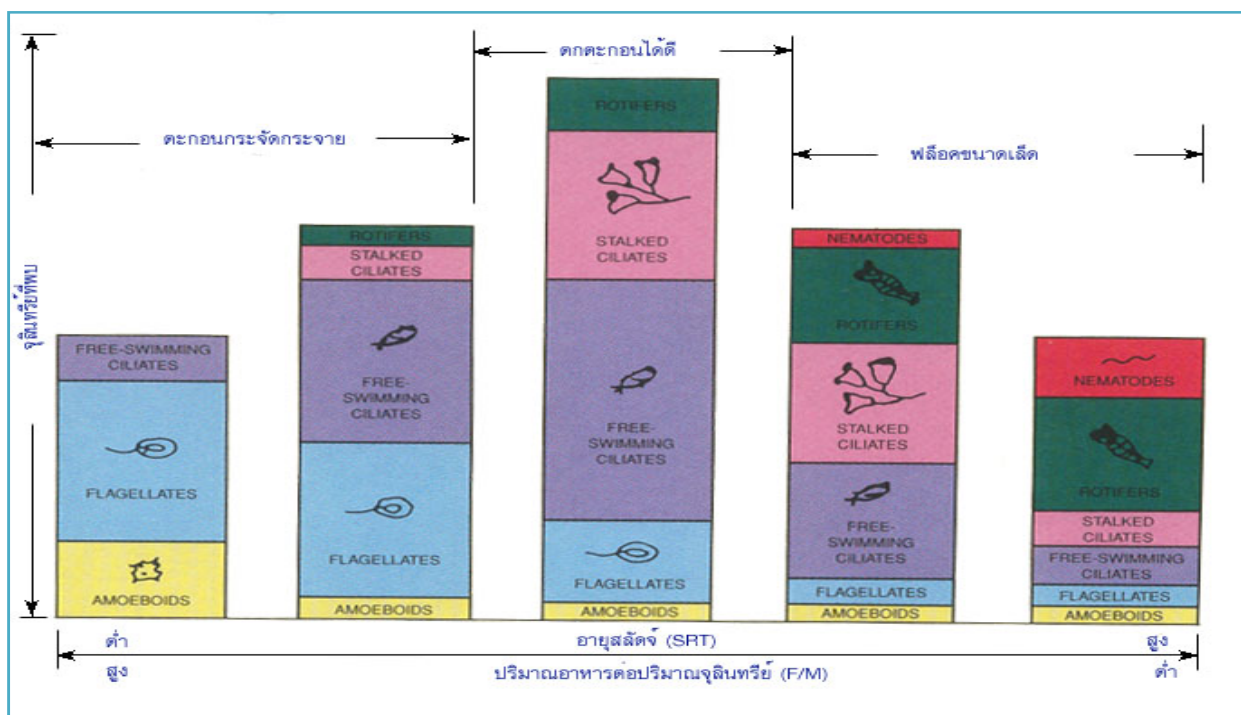 ตกตะกอนได้ดี
ตะกอนกระจัดกระจาย
ฟล็อคขนาดเล็ด
จุลินทรีย์ที่พบ
FREE-SWIMMING
CILIATES
FLAGELLATES
AMOEBOIDS
ROTIFERS
STALKED
CILIATES
FREE-
SWIMMING
CILIATES
FLAGELLATES
AMOEBOIDS
ROTIFERS
STALKED
CILIATES
FREE-
SWIMMING
CILIATES
FLAGELLATES
AMOEBOIDS
NEMATODES
ROTIFERS
STALKED
CILIATES
FREE-
SWIMMING
CILIATES
FLAGELLATES
AMOEBOIDS
NEMATODES
ROTIFERS
STALKED
CILIATES
FREE-SWIMMING
CILIATES
FLAGELLATES
AMOEBOIDS
ต่ำ อายุสลัดจ์ (SRT) สูง
สูง ปริมาณอาหารต่อปริมาณจุลินทรีย์ (F/M) ต่ำ